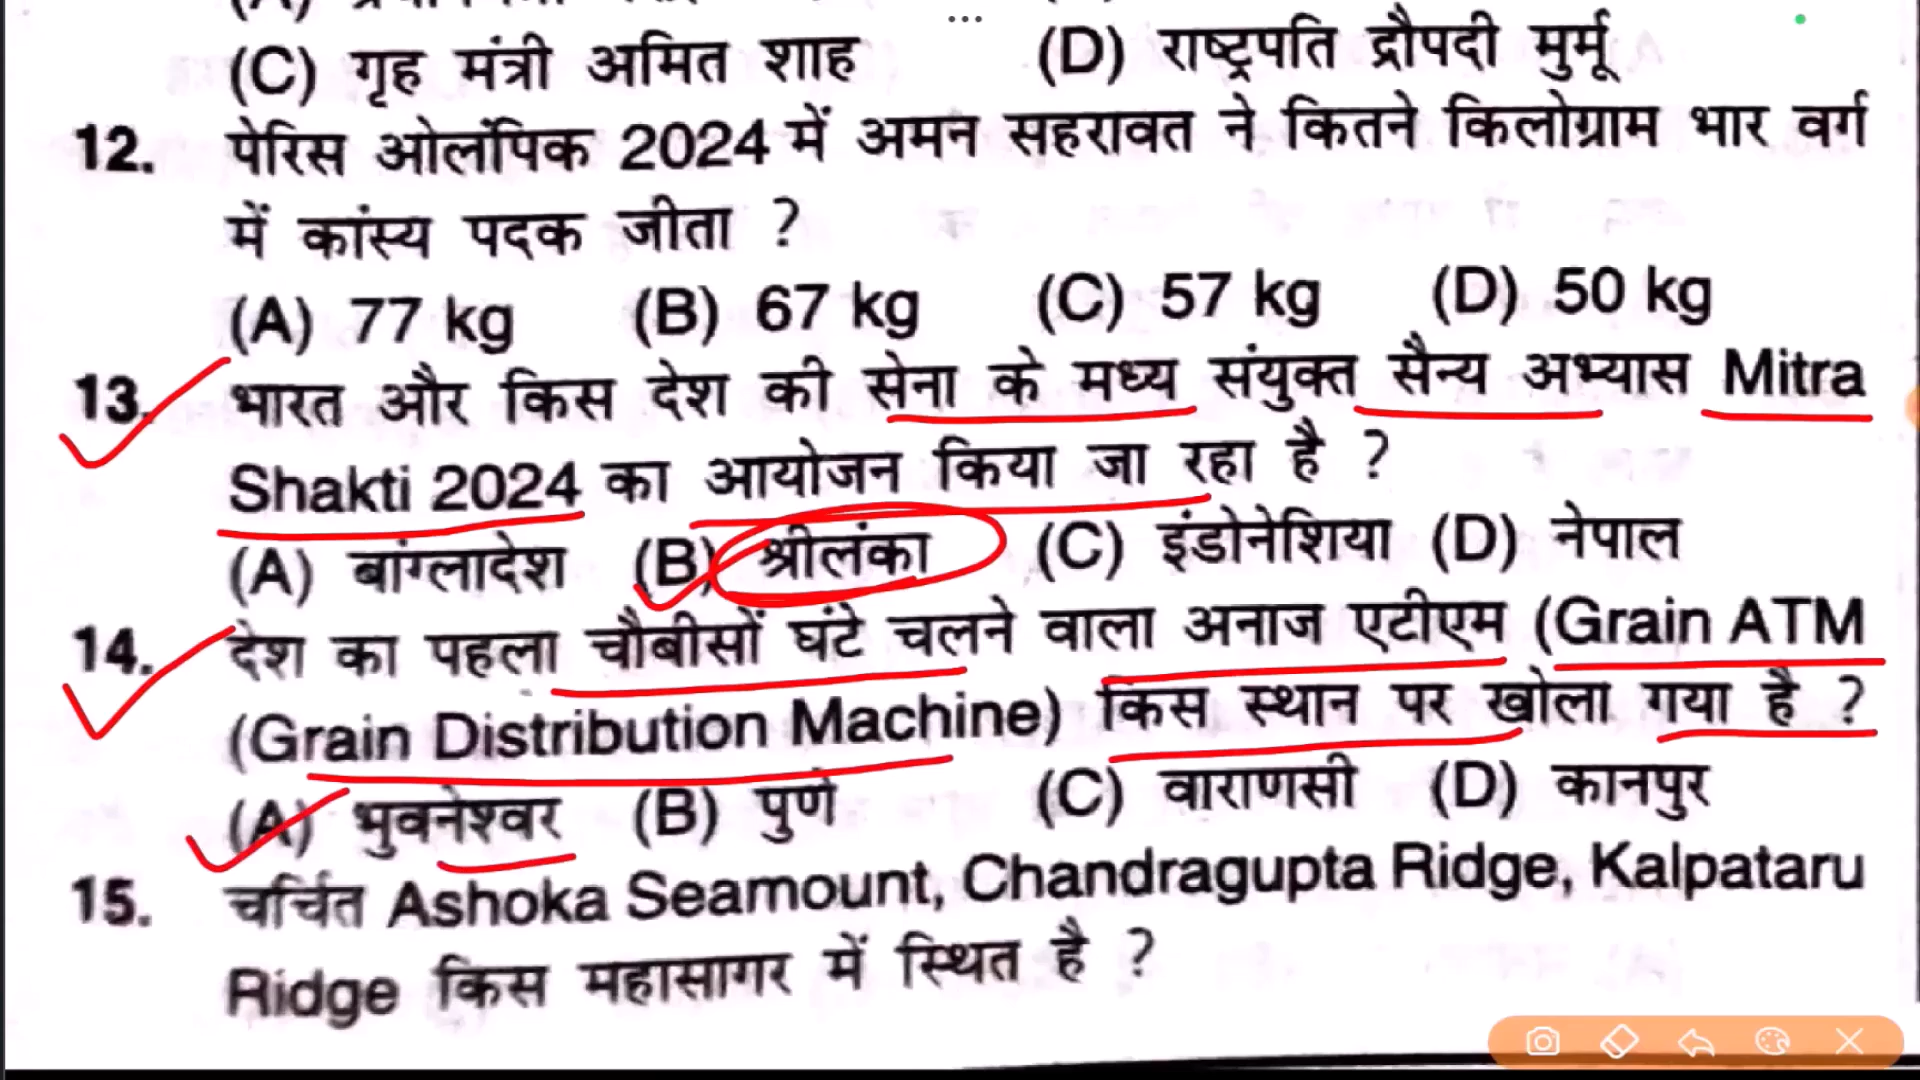 (C) गृह मंत्री अमित शाह (D) राष्ट्रपति द्रौपदी मुर्मू
12. पेरिस ओलंपिक 2024 में अमन सहरावत ने कितने किलोग्राम भार वर्ग
में कांस्य पदक जीता ?
(A) 77 kg (B) 67 kg (C) 57 kg (D) 50 kg
13. भारत और किस देश की सेना के मध्य संयुक्त सैन्य अभ्यास Mitra
Shakti 2024 का आयोजन किया जा रहा है ?
(A) बांग्लादेश (B) श्रीलंका (C) इंडोनेशिया (D) नेपाल
14. देश का पहला चौबीसों घंटे चलने वाला अनाज एटीएम (Grain ATM
(Grain Distribution Machine) किस स्थान पर खोला गया है ?
(A) भुवनेश्वर (B) पुणे (C) वाराणसी (D) कानपुर
15. चर्चित Ashoka Seamount, Chandragupta Ridge, Kalpataru
Ridge किस महासागर में स्थित है ?